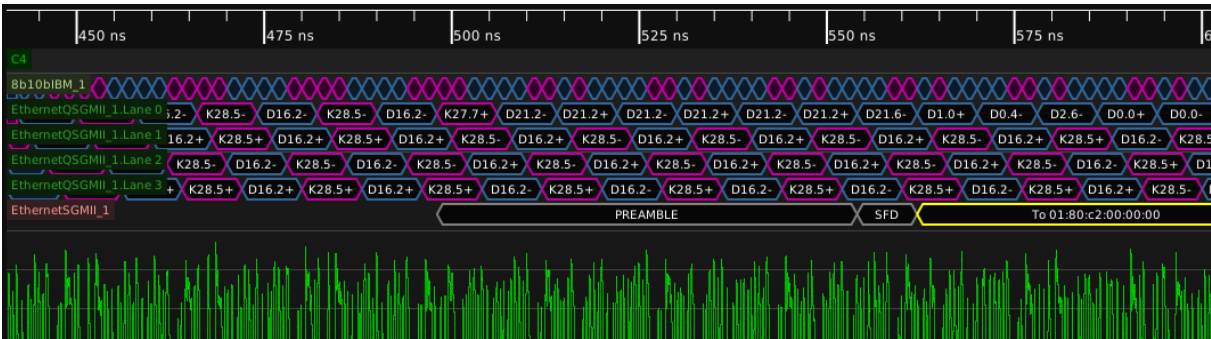 450 ns 475 ns 500 ns 525 ns 550 ns 575 ns 6
C4
8b10bIBM_1
EthernetQSGMII_1.Lane 0 5.2- K28.5- D16.2- K28.5- D16.2- K27.7+ D21.2- D21.2+ D21.2- D21.2+ D21.2- D21.2+ D21.6- D1.0+ D0.4- D2.6- D0.0+ D0.0-
EthernetQSGMII_1.Lane 1 16.2+ K28.5+ D16.2+ K28.5+ D16.2+ K28.5- D16.2+ K28.5- D16.2+ K28.5- D16.2+ K28.5- D16.2+ K28.5- D16.2+ K28.5+ D16.2- K28.5
EthernetQSGMII_1.Lane 2 K28.5- D16.2- K28.5- D16.2- K28.5- D16.2+ K28.5- D16.2+ K28.5- D16.2+ K28.5- D16.2+ K28.5- D16.2+ K28.5- D16.2- K28.5+ D1
EthernetQSGMII_1.Lane 3 + K28.5+ D16.2+ K28.5+ D16.2+ K28.5+ D16.2- K28.5+ D16.2- K28.5+ D16.2- K28.5+ D16.2- K28.5+ D16.2- K28.5+ D16.2+ K28.5-
EthernetSGMII_1 PREAMBLE SFD To 01:80:c2:00:00:00